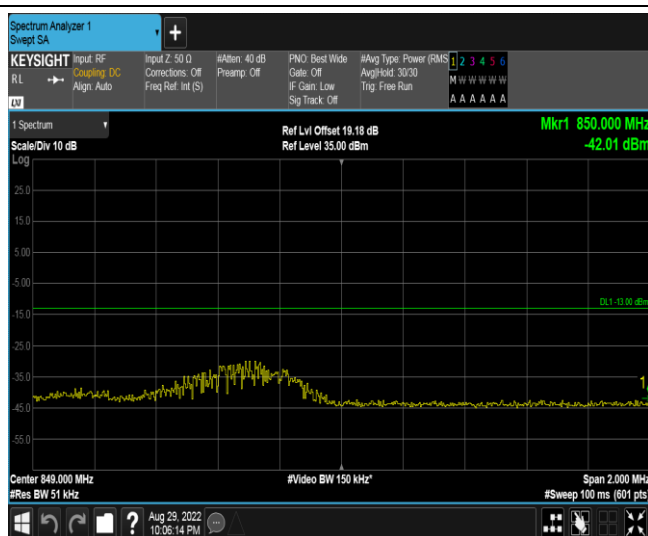 Spectrum Analyzer 1
Swept SA
+
KEYSIGHT
RL
LXI
Input: RF
Coupling: DC
Align: Auto
Input Z: 50 Ω
Corrections: Off
Freq Ref: Int (S)
#Atten: 40 dB
Preamp: Off
PNO: Best Wide
Gate: Off
IF Gain: Low
Sig Track: Off
#Avg Type: Power (RMS
Avg|Hold: 30/30
Trig: Free Run
1 2 3 4 5 6
M W W W W W
A A A A A A
1 Spectrum
Scale/Div 10 dB
Ref Lvl Offset 19.18 dB
Ref Level 35.00 dBm
Mkr1 850.000 MHz
-42.01 dBm
Log
25.0
15.0
5.00
-5.00
DL1 -13.00 dBm
-15.0
-25.0
-35.0
1
-45.0
-55.0
Center 849.000 MHz
#Video BW 150 kHz*
Span 2.000 MHz
#Res BW 51 kHz
#Sweep 100 ms (601 pts)
?
Aug 29, 2022
10:06:14 PM